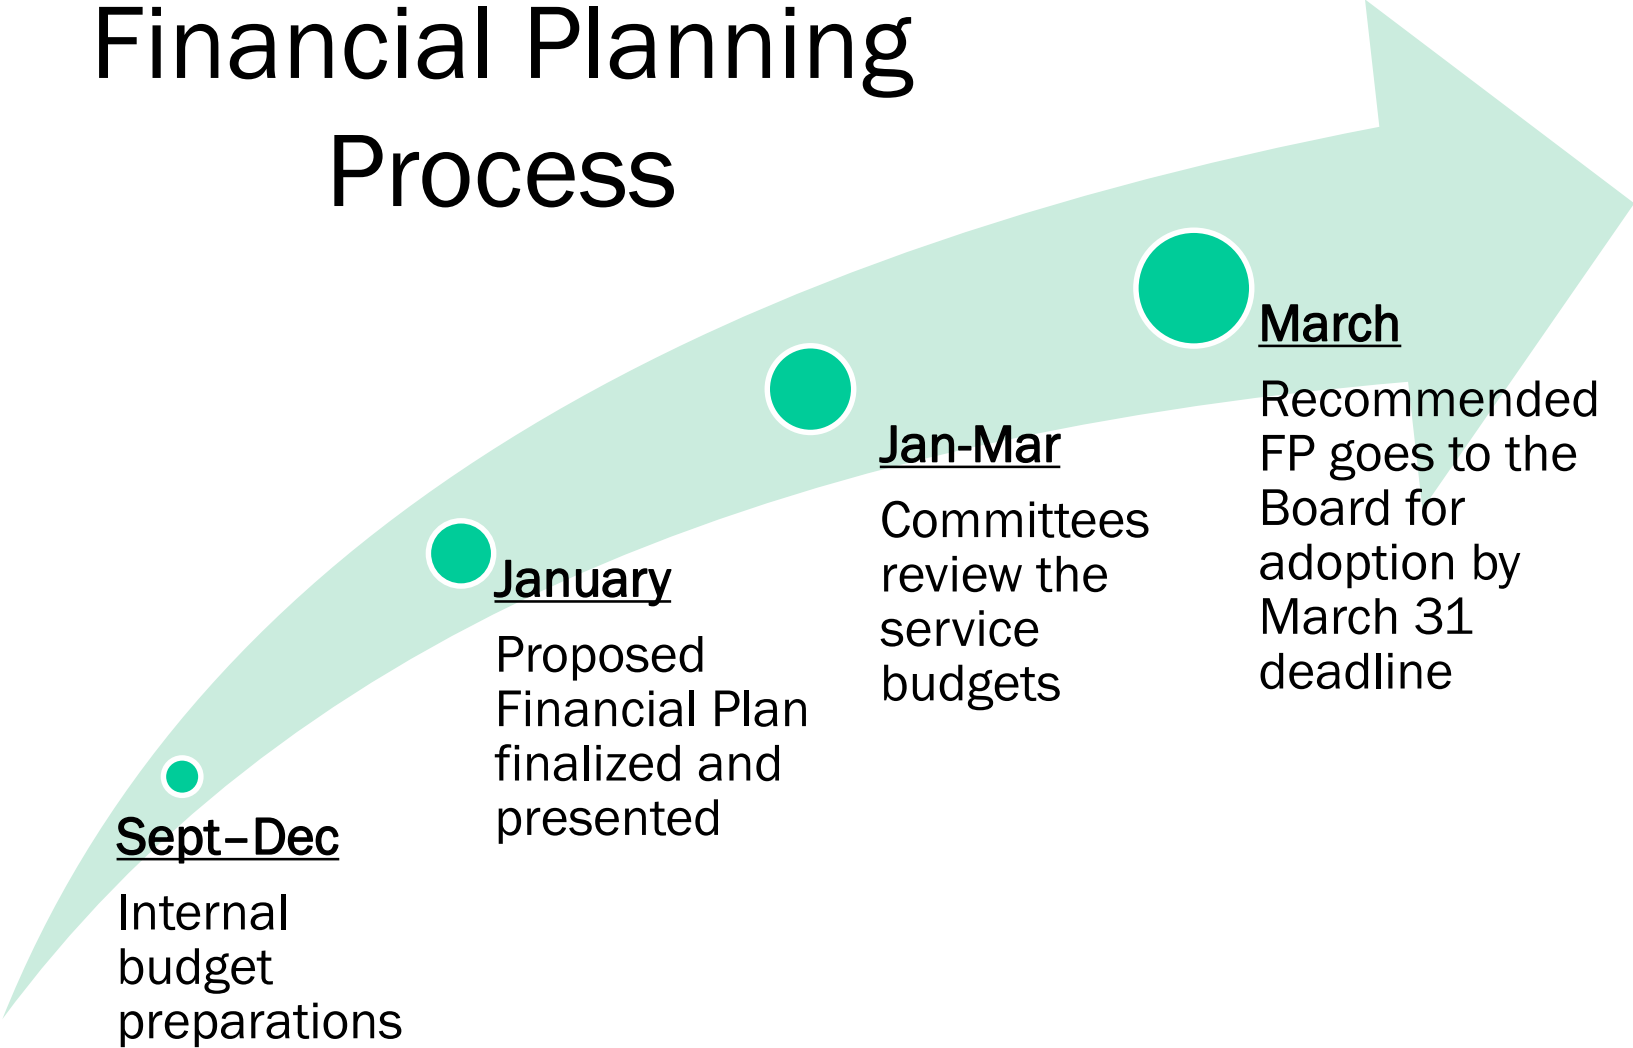 Financial Planning
Process
Sept–Dec
Internal
budget
preparations
January
Proposed
Financial Plan
finalized and
presented
Jan-Mar
Committees
review the
service
budgets
March
Recommended
FP goes to the
Board for
adoption by
March 31
deadline